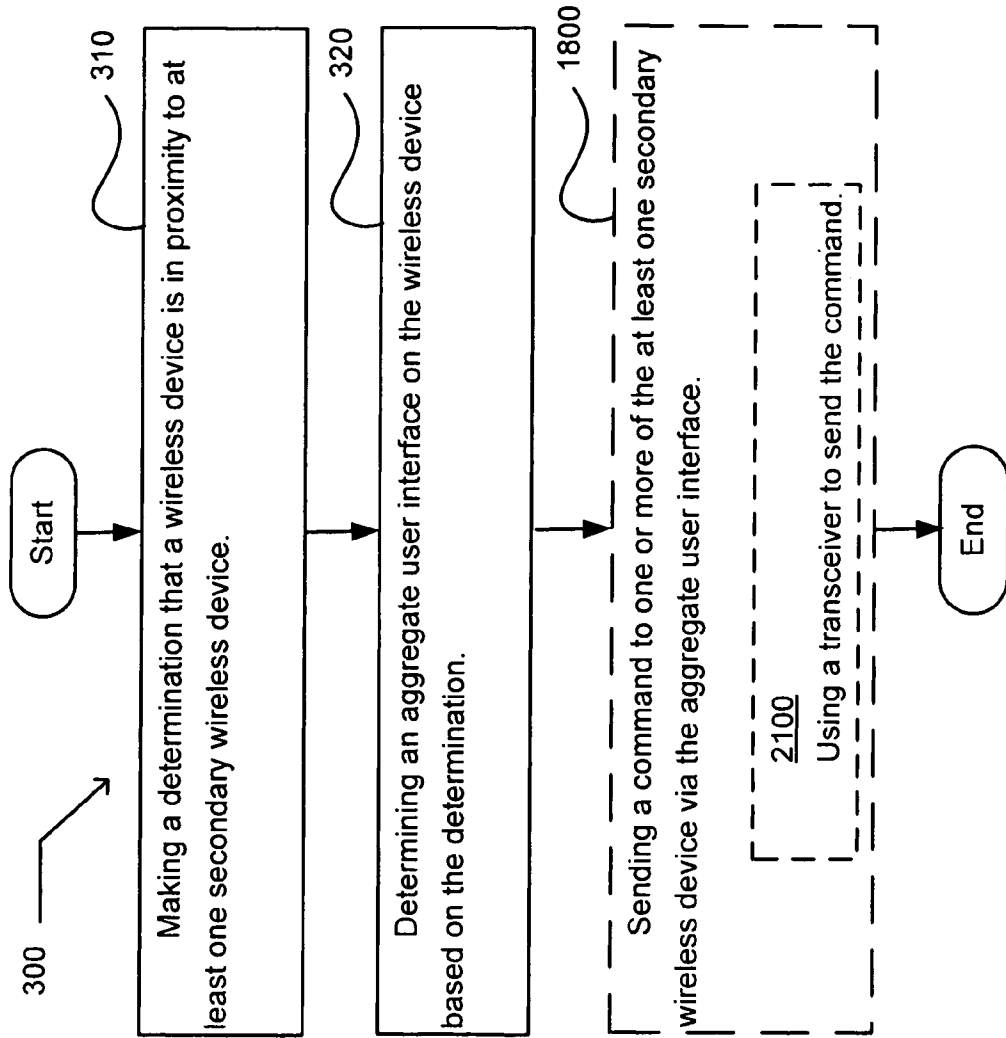 300
Start
310
Making a determination that a wireless device is in proximity to at
least one secondary wireless device.
320
Determining an aggregate user interface on the wireless device
based on the determination.
1800
Sending a command to one or more of the at least one secondary
wireless device via the aggregate user interface.
2100
Using a transceiver to send the command.
End